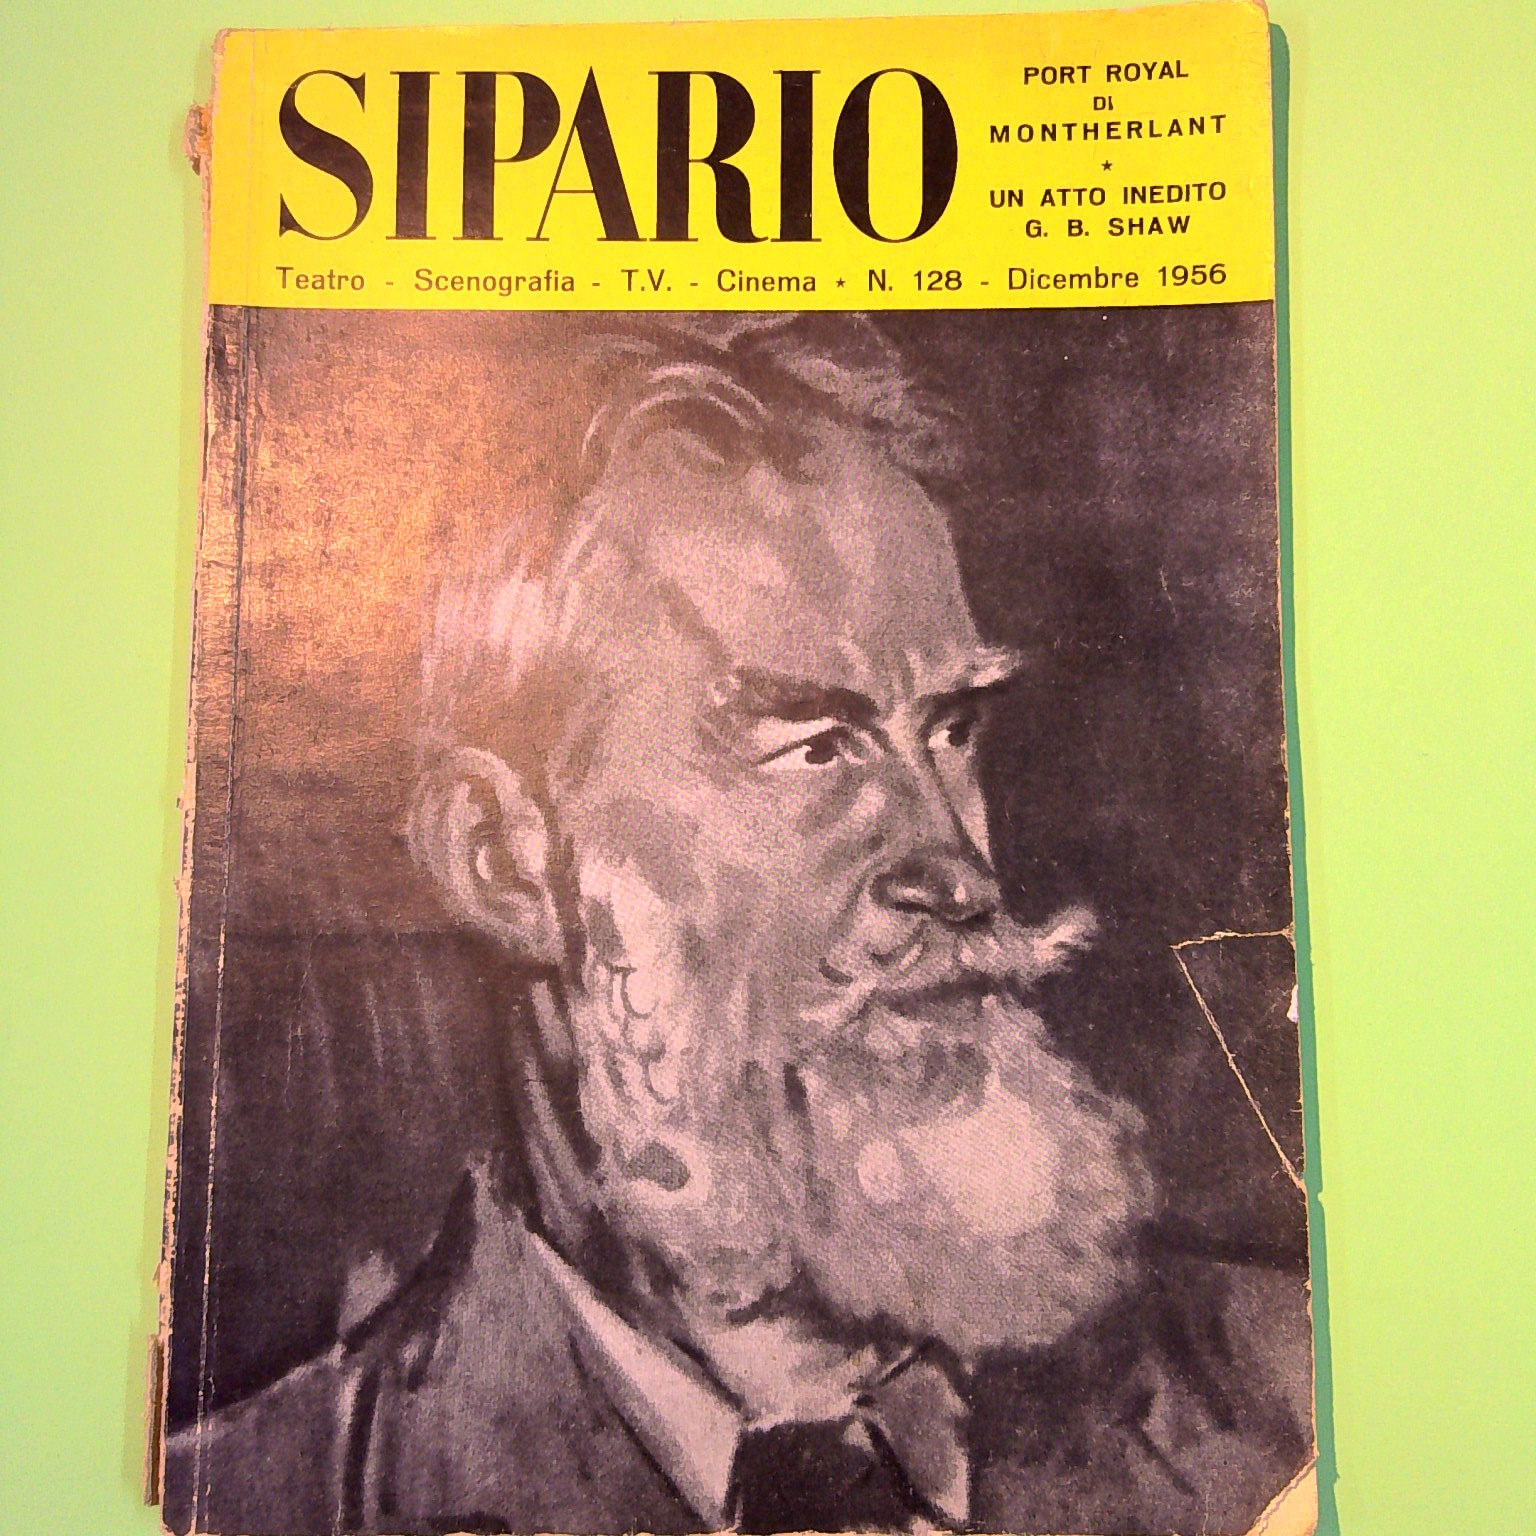 SIPARIO
PORT ROYAL
DI
MONTHERLANT
★
UN ATTO INEDITO
G. B. SHAW
Teatro - Scenografia - T.V. - Cinema ★ N. 128 - Dicembre 1956